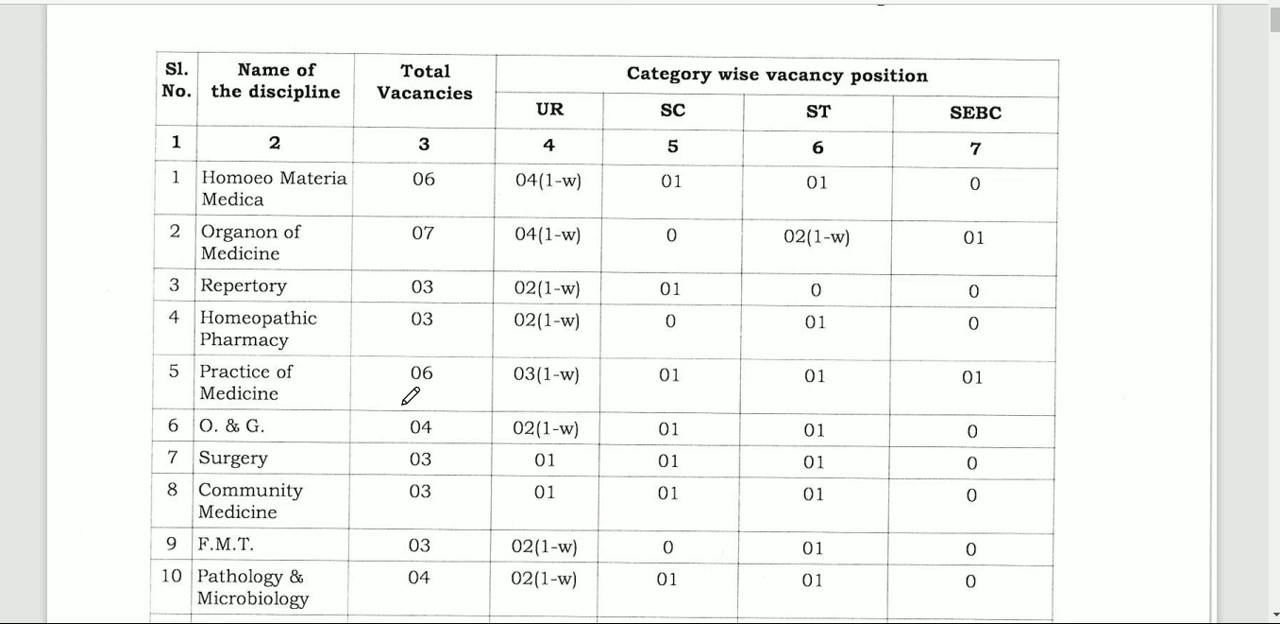 Sl. No. | Name of the discipline | Total Vacancies | Category wise vacancy position
UR | SC | ST | SEBC
1 | 2 | 3 | 4 | 5 | 6 | 7
1 | Homoeo Materia Medica | 06 | 04(1-w) | 01 | 01 | 0
2 | Organon of Medicine | 07 | 04(1-w) | 0 | 02(1-w) | 01
3 | Repertory | 03 | 02(1-w) | 01 | 0 | 0
4 | Homeopathic Pharmacy | 03 | 02(1-w) | 0 | 01 | 0
5 | Practice of Medicine | 06 | 03(1-w) | 01 | 01 | 01
6 | O. & G. | 04 | 02(1-w) | 01 | 01 | 0
7 | Surgery | 03 | 01 | 01 | 01 | 0
8 | Community Medicine | 03 | 01 | 01 | 01 | 0
9 | F.M.T. | 03 | 02(1-w) | 0 | 01 | 0
10 | Pathology & Microbiology | 04 | 02(1-w) | 01 | 01 | 0